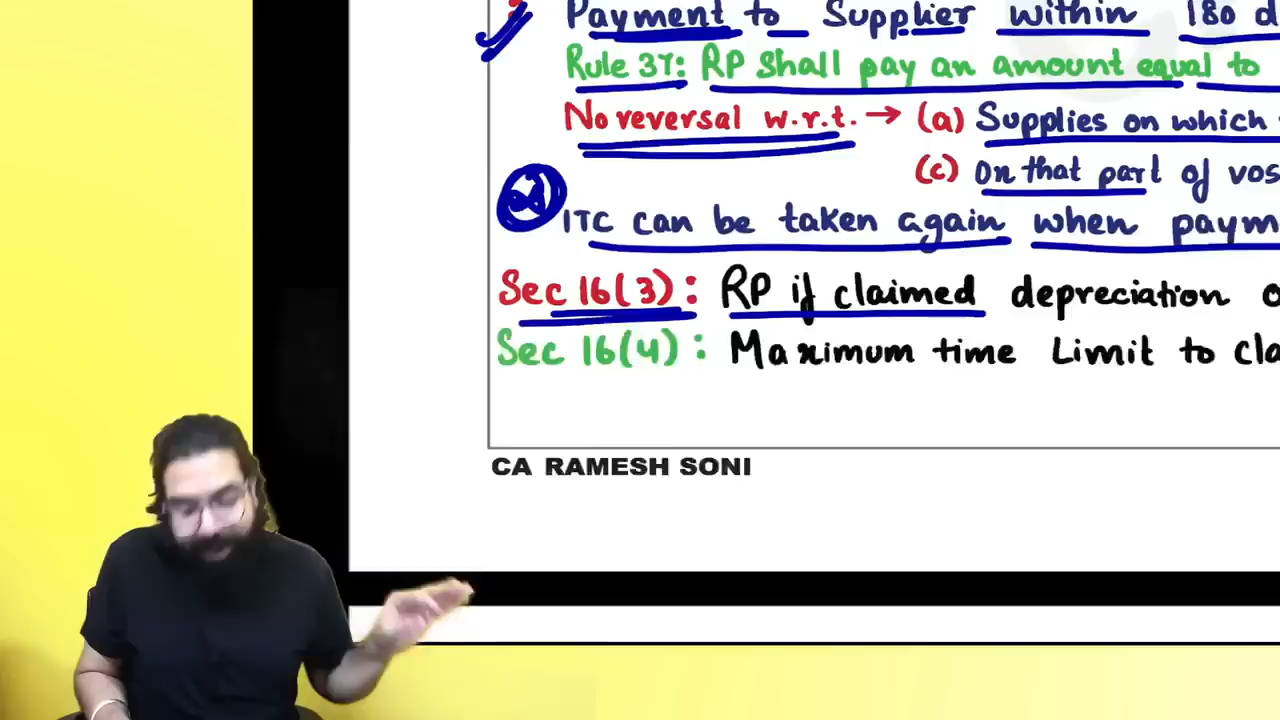 Payment to Supplier within 180 d
Rule 37: RP shall pay an amount equal to
No reversal w.r.t. → (a) Supplies on which
(c) On that part of
ITC can be taken again when paym
Sec 16(3): RP if claimed depreciation o
Sec 16(4): Maximum time Limit to cla
CA RAMESH SONI